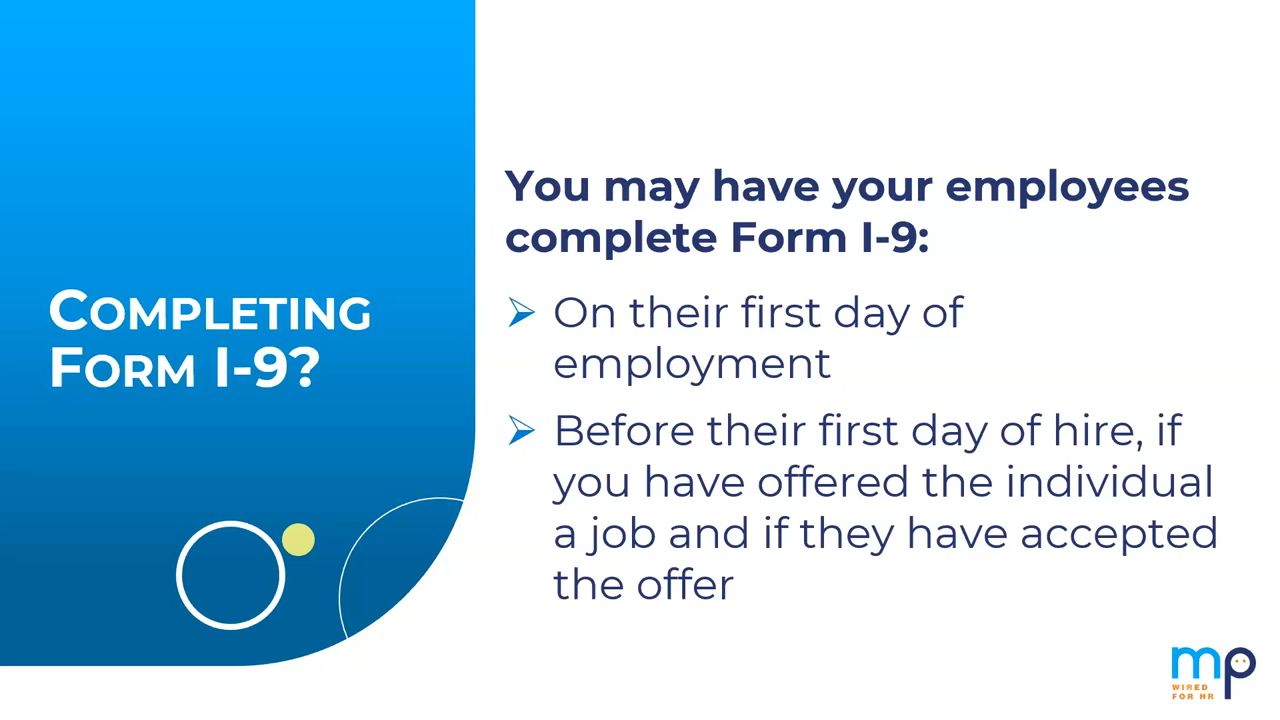 COMPLETING
FORM I-9?
You may have your employees
complete Form I-9:
On their first day of
employment
Before their first day of hire, if
you have offered the individual
a job and if they have accepted
the offer
mp
WIRED
FOR HR